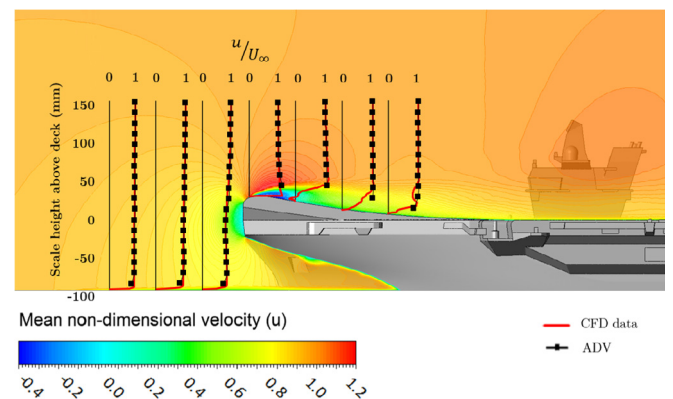 u/U∞
0 1 0 1 0 1 0 1 0 1 0 1 0 1
Scale height above deck (mm)
150
100
50
0
-50
-100
Mean non-dimensional velocity (u)
-0.4 -0.2 0.0 0.2 0.4 0.6 0.8 1.0 1.2
CFD data
ADV